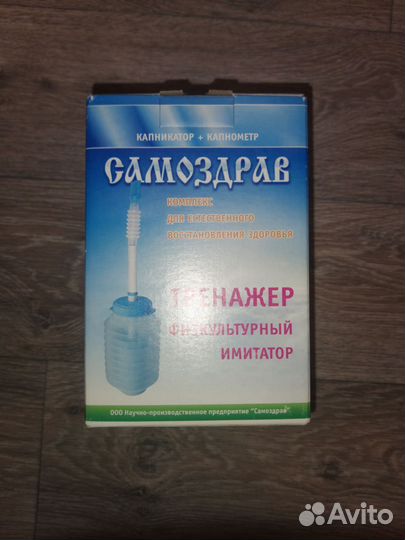 КАПНИКАТОР + КАПНОМЕТР
САМОЗДРАВ
КОМПЛЕКС
ДЛЯ ЕСТЕСТВЕННОГО
ВОССТАНОВЛЕНИЯ ЗДОРОВЬЯ
ТРЕНАЖЕР
ФИЗКУЛЬТУРНЫЙ
ИМИТАТОР
ООО Научно-производственное предприятие "Самоздрав"
Avito